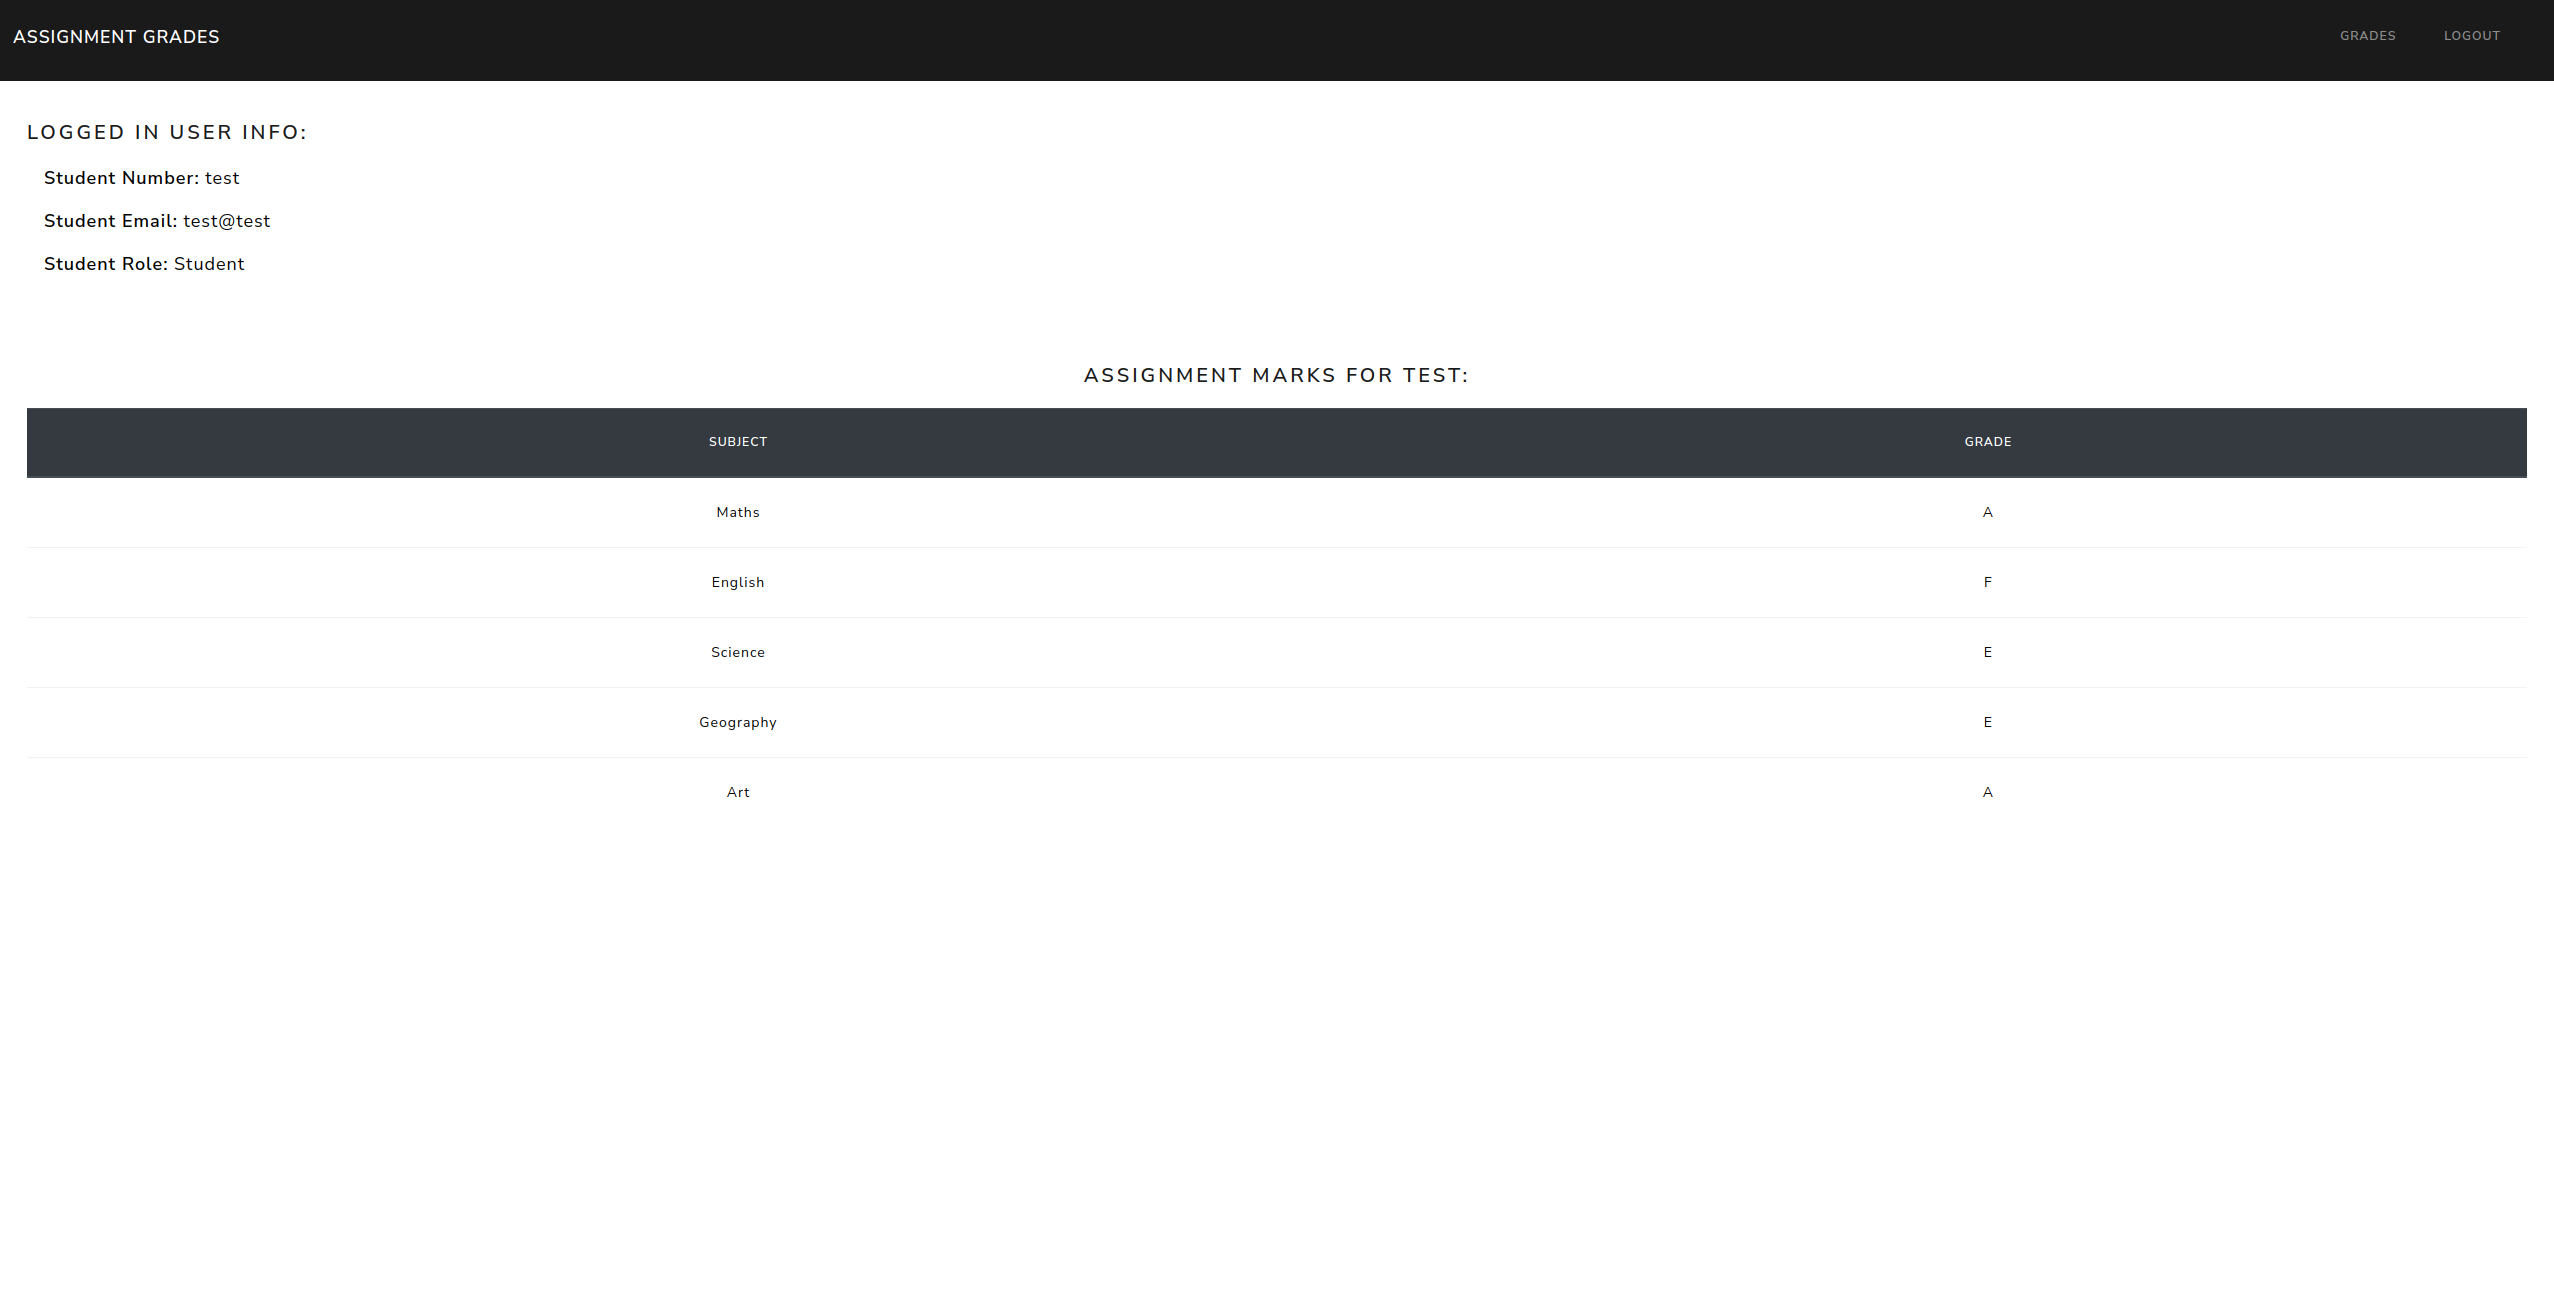 ASSIGNMENT GRADES GRADES LOGOUT
LOGGED IN USER INFO:
Student Number: test
Student Email: test@test
Student Role: Student
ASSIGNMENT MARKS FOR TEST:
SUBJECT GRADE
Maths A
English F
Science E
Geography E
Art A